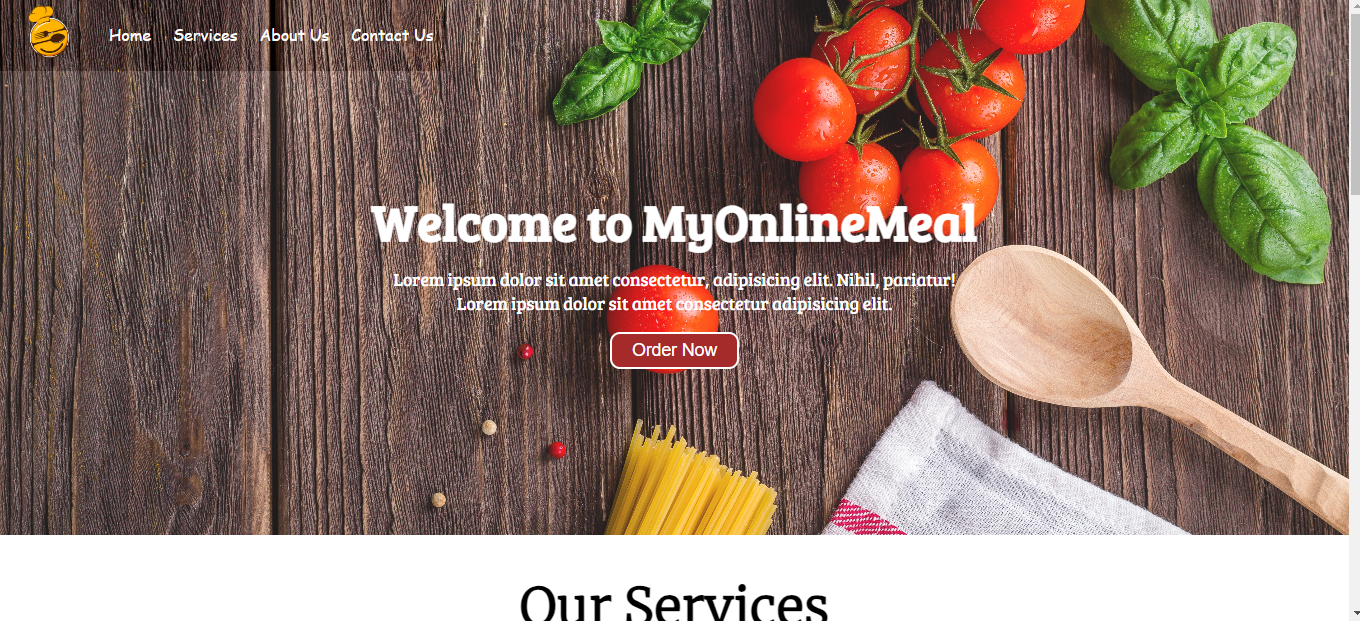 Home Services About Us Contact Us
Welcome to MyOnlineMeal
Lorem ipsum dolor sit amet consectetur, adipisicing elit. Nihil, pariatur!
Lorem ipsum dolor sit amet consectetur adipisicing elit.
Order Now
Our Services